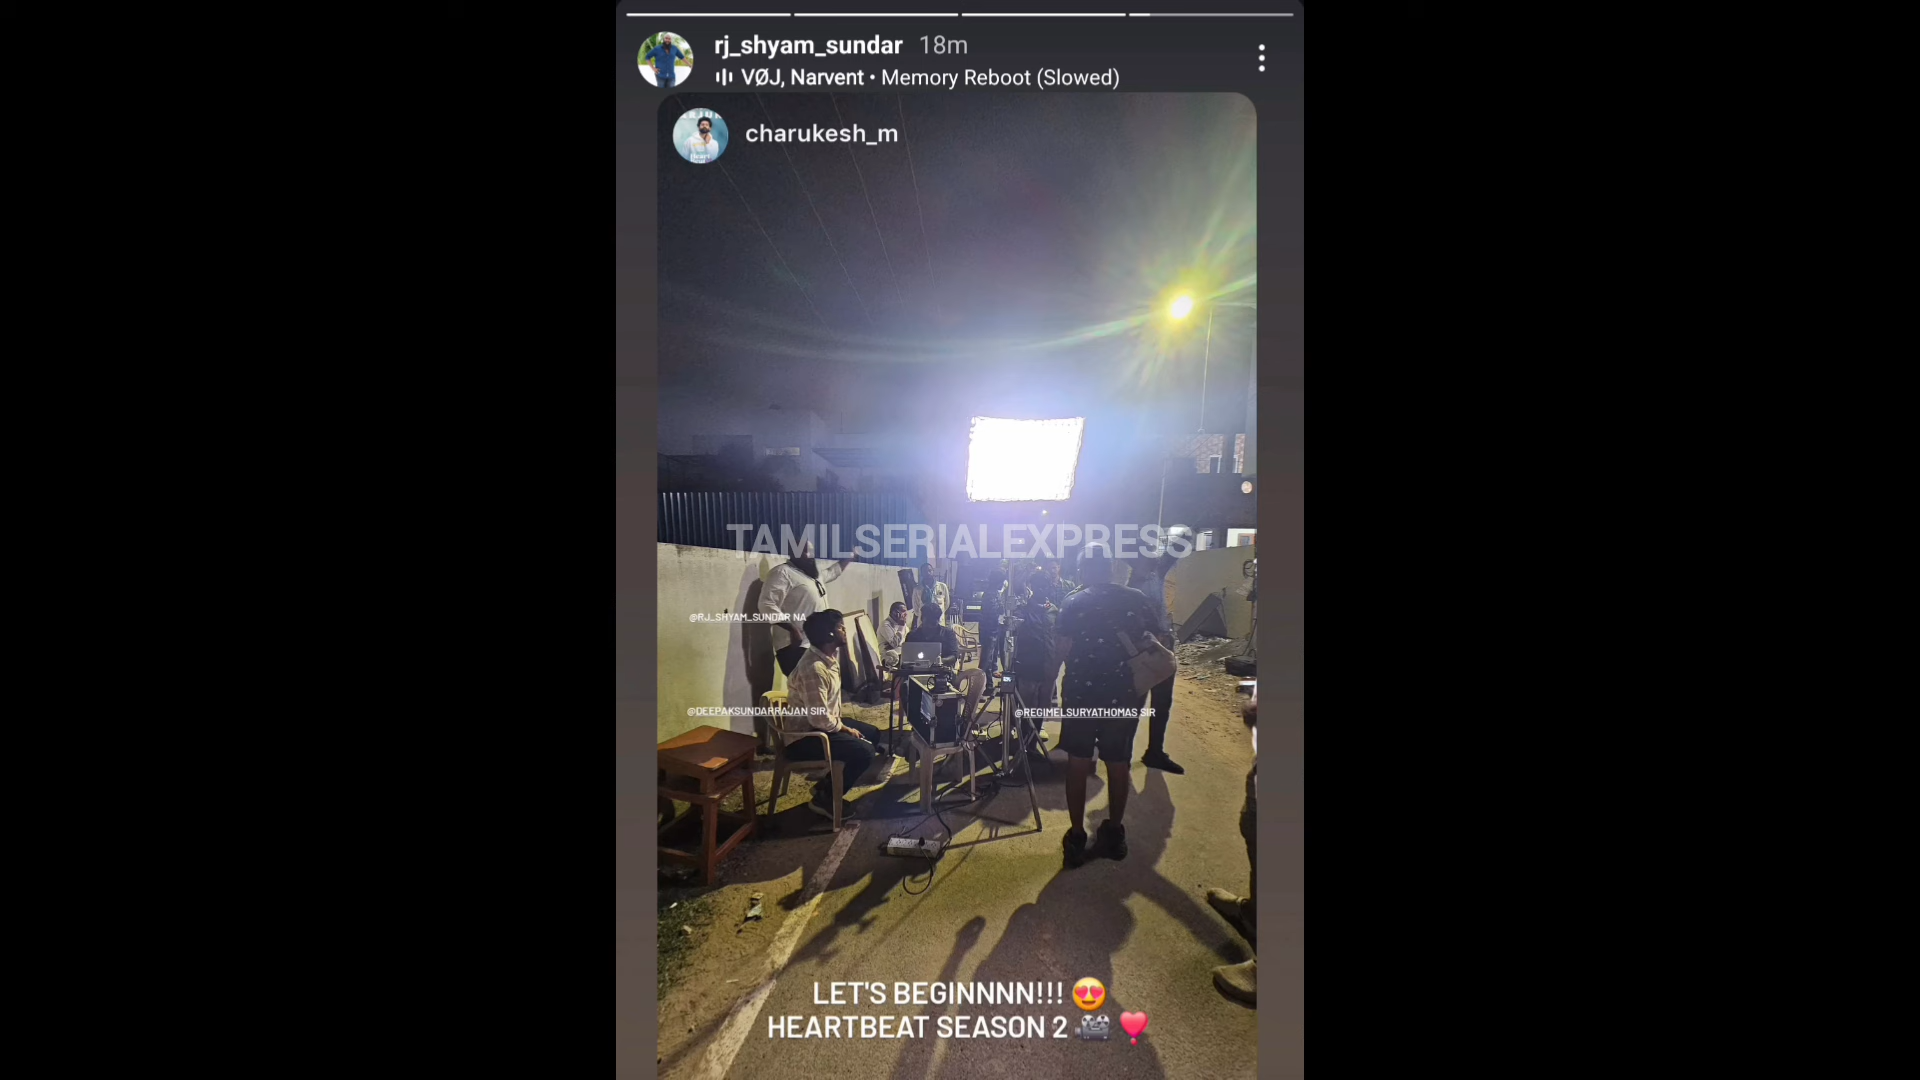 rj_shyam_sundar 18m
VØJ, Narvent • Memory Reboot (Slowed)
charukesh_m
TAMILSERIALEXPRESS
@RJ_SHYAM_SUNDAR NA
@DEEPAKSUNDARRAJAN SIR
@REGIMELSURYATHOMAS SIR
LET'S BEGINNNN!!! 😍
HEARTBEAT SEASON 2 🎥❣️